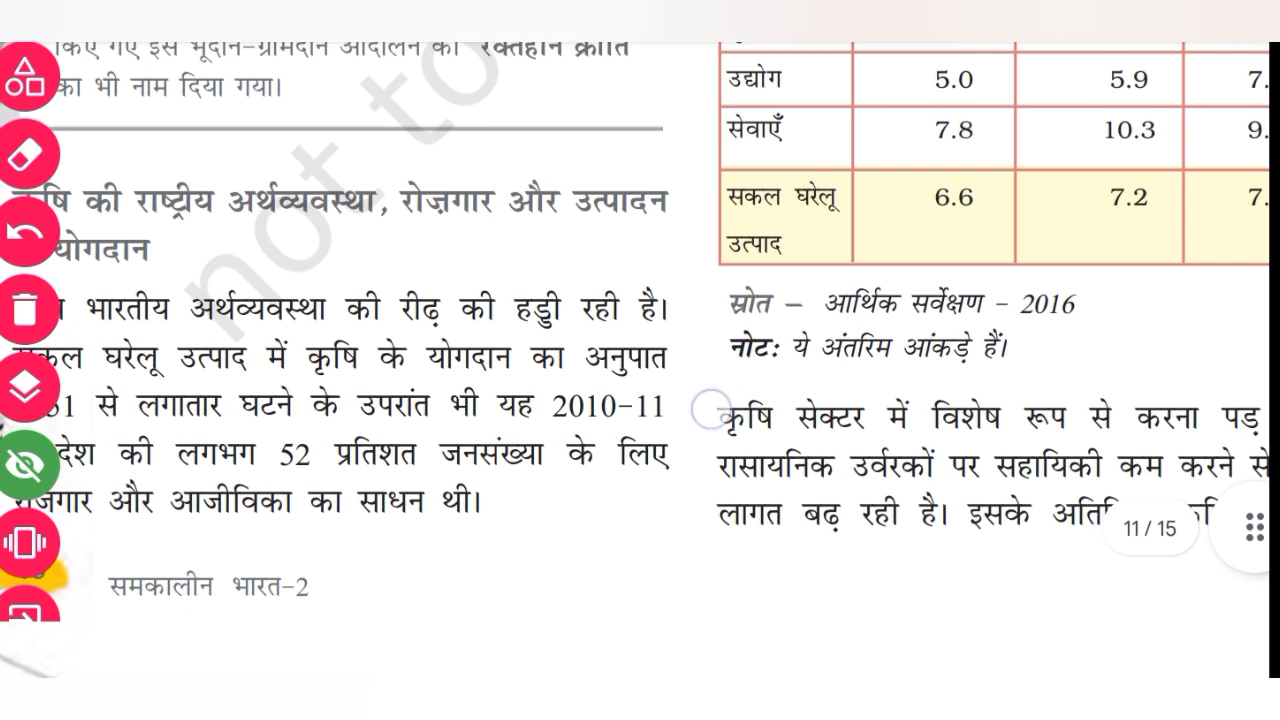 किए गए इस भूदान-ग्रामदान आंदोलन को रक्तहीन क्रांति
का भी नाम दिया गया।
not to
की राष्ट्रीय अर्थव्यवस्था, रोज़गार और उत्पादन
योगदान
भारतीय अर्थव्यवस्था की रीढ़ की हड्डी रही है।
सकल घरेलू उत्पाद में कृषि के योगदान का अनुपात
51 से लगातार घटने के उपरांत भी यह 2010-11
देश की लगभग 52 प्रतिशत जनसंख्या के लिए
रोजगार और आजीविका का साधन थी।
समकालीन भारत-2
उद्योग 5.0 5.9 7.
सेवाएँ 7.8 10.3 9.
सकल घरेलू 6.6 7.2 7.
उत्पाद
स्रोत – आर्थिक सर्वेक्षण - 2016
नोटः ये अंतरिम आंकड़े हैं।
कृषि सेक्टर में विशेष रूप से करना पड़
रासायनिक उर्वरकों पर सहायिकी कम करने से
लागत बढ़ रही है। इसके
11 / 15